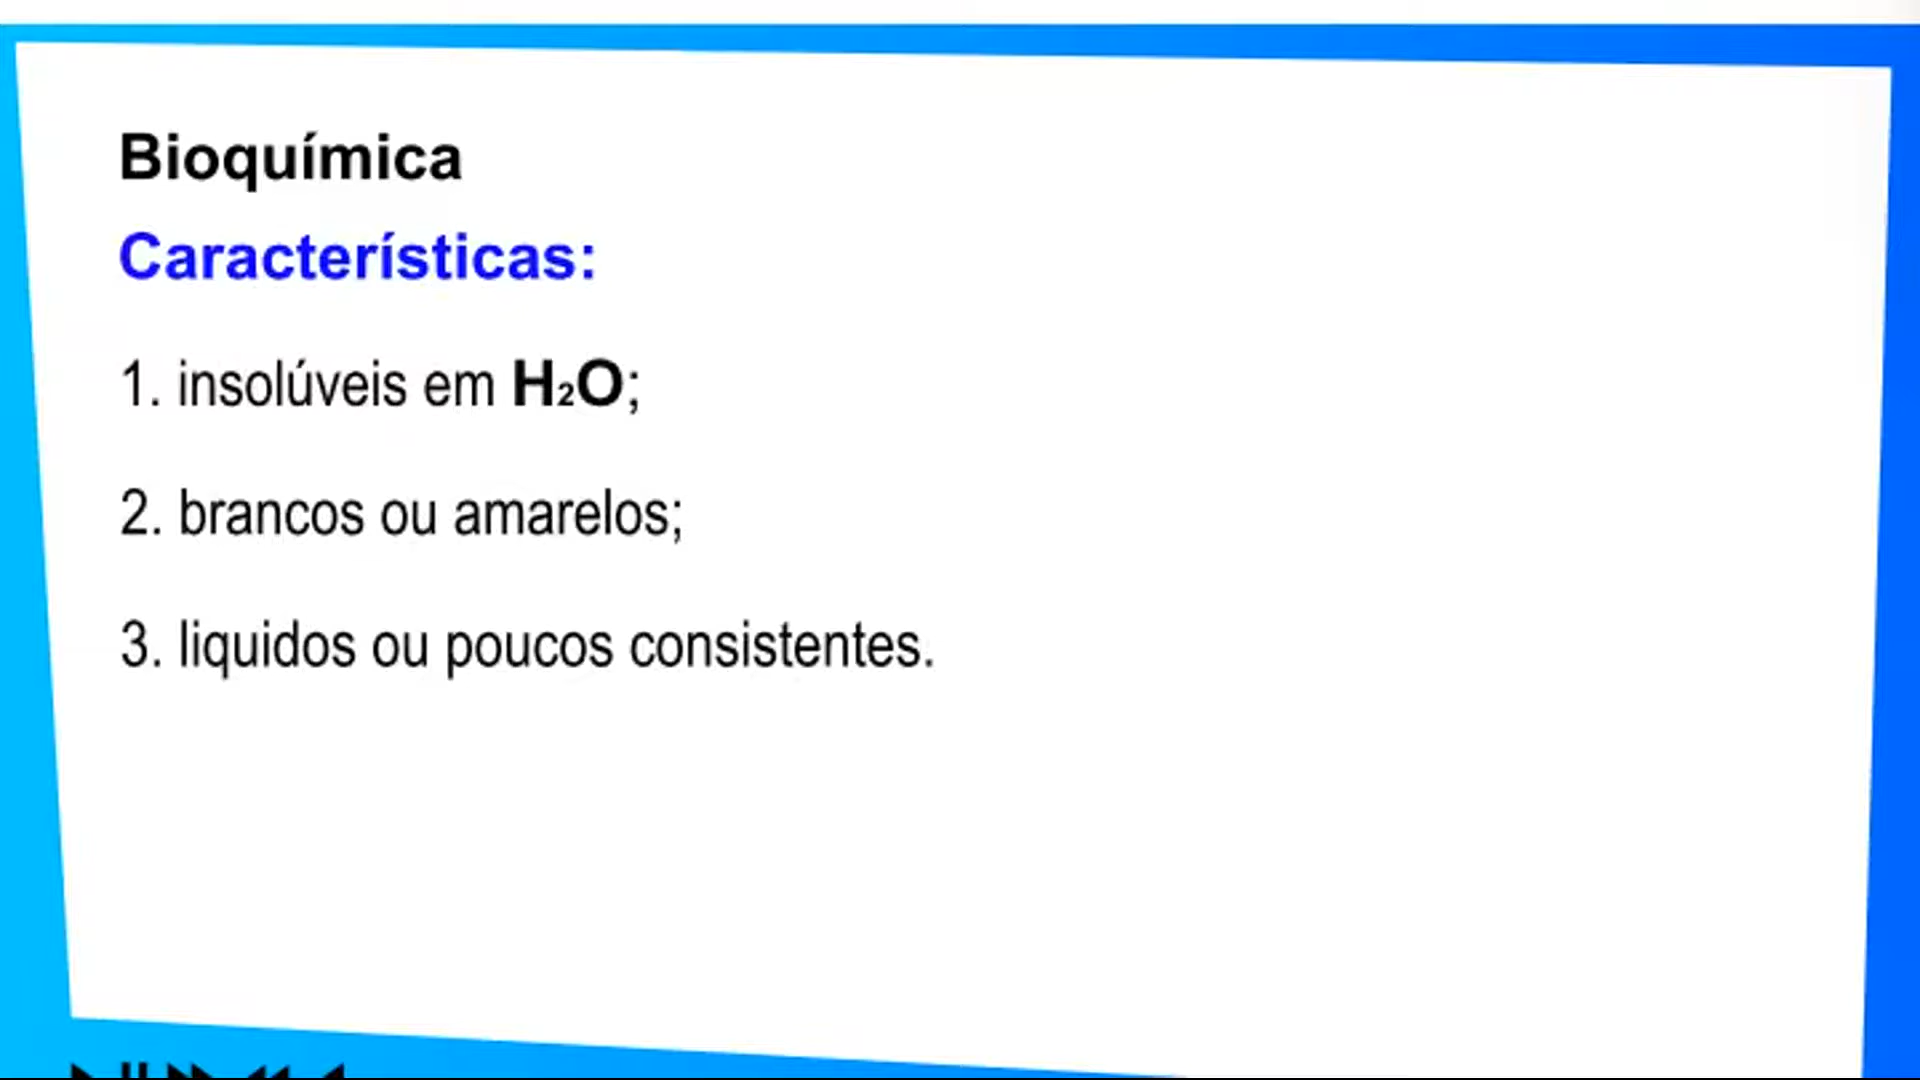 Bioquímica
Características:
1. insolúveis em H₂O;
2. brancos ou amarelos;
3. liquidos ou poucos consistentes.